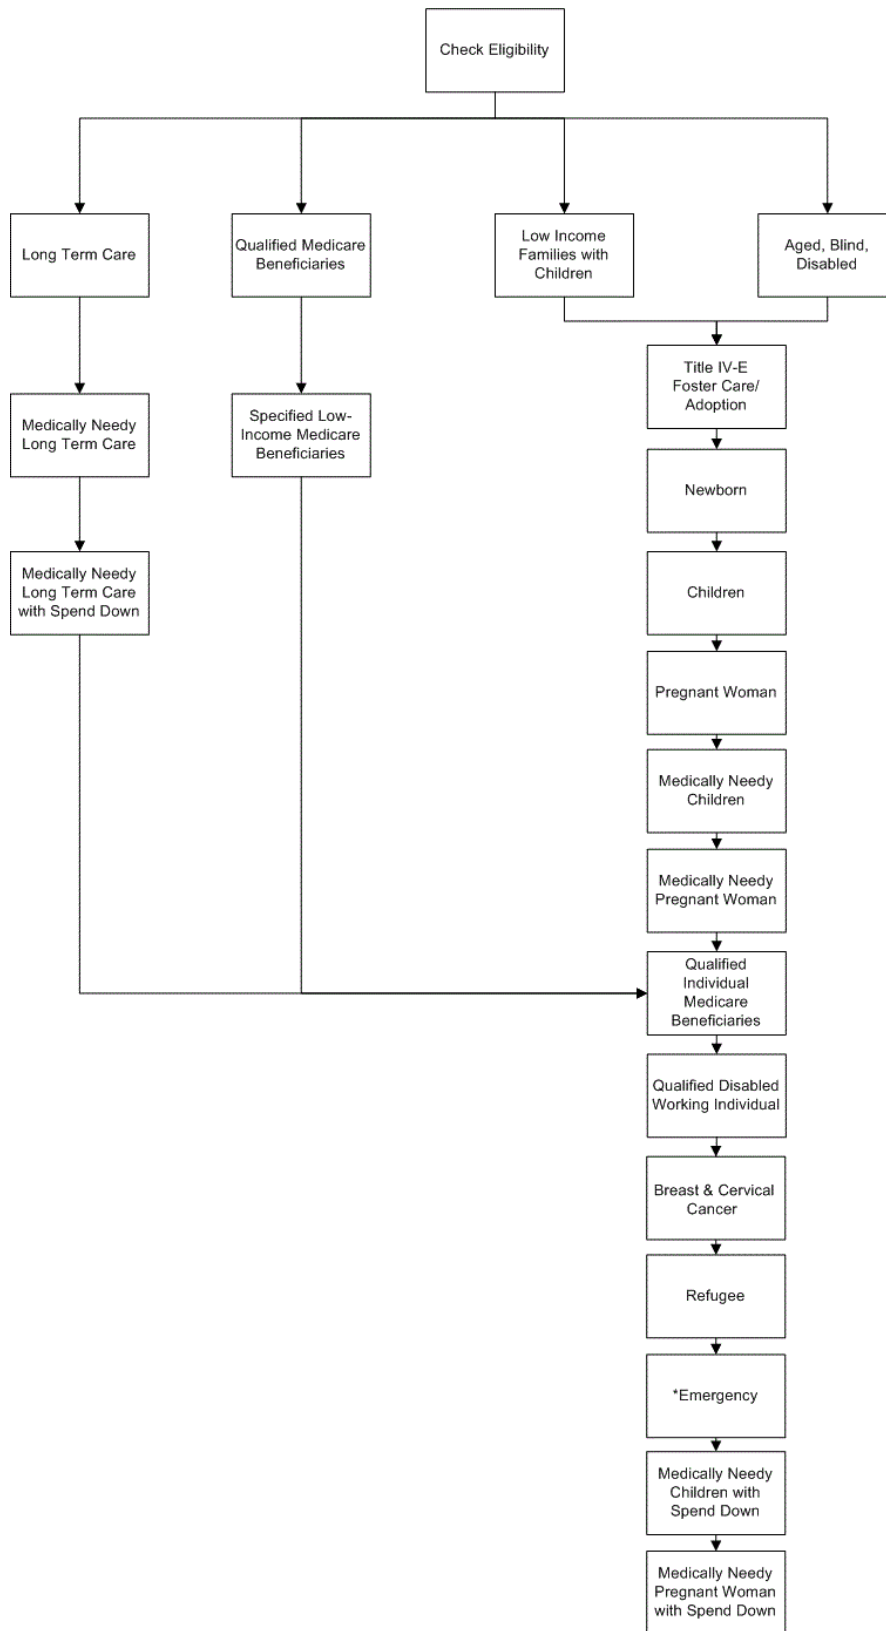 Check Eligibility
Long Term Care
Qualified Medicare
Beneficiaries
Low Income
Families with
Children
Aged, Blind,
Disabled
Title IV-E
Foster Care/
Adoption
Medically Needy
Long Term Care
Specified Low-
Income Medicare
Beneficiaries
Newborn
Medically Needy
Long Term Care
with Spend Down
Children
Pregnant Woman
Medically Needy
Children
Medically Needy
Pregnant Woman
Qualified
Individual
Medicare
Beneficiaries
Qualified Disabled
Working Individual
Breast & Cervical
Cancer
Refugee
*Emergency
Medically Needy
Children with
Spend Down
Medically Needy
Pregnant Woman
with Spend Down